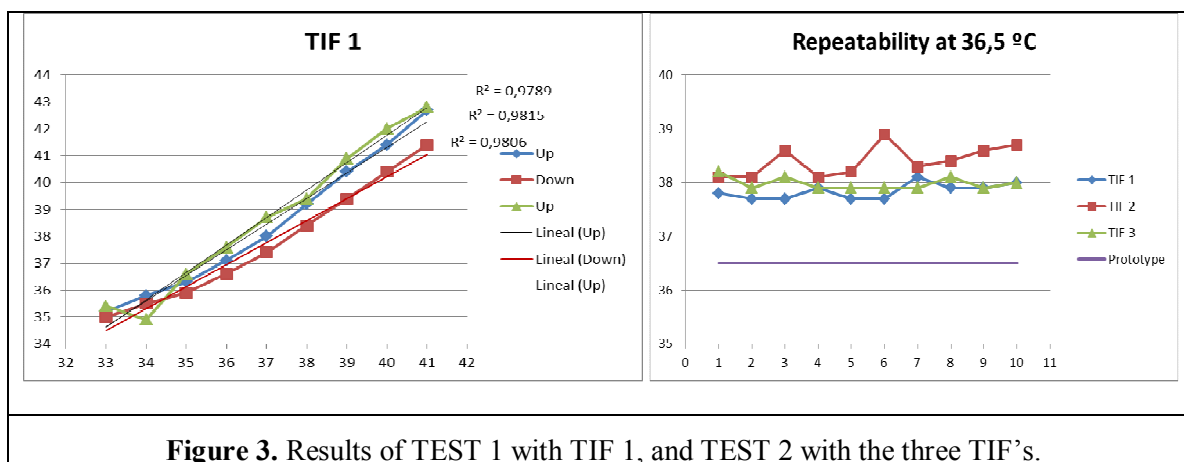 TIF 1
44
43
42
41
40
39
38
37
36
35
34
32 33 34 35 36 37 38 39 40 41 42
R² = 0,9789
R² = 0,9815
R² = 0,9806
Up
Down
Up
Lineal (Up)
Lineal (Down)
Lineal (Up)
Repeatability at 36,5 ºC
40
39
38
37
36
35
0 1 2 3 4 5 6 7 8 9 10 11
TIF 1
TIF 2
TIF 3
Prototype
Figure 3. Results of TEST 1 with TIF 1, and TEST 2 with the three TIF's.